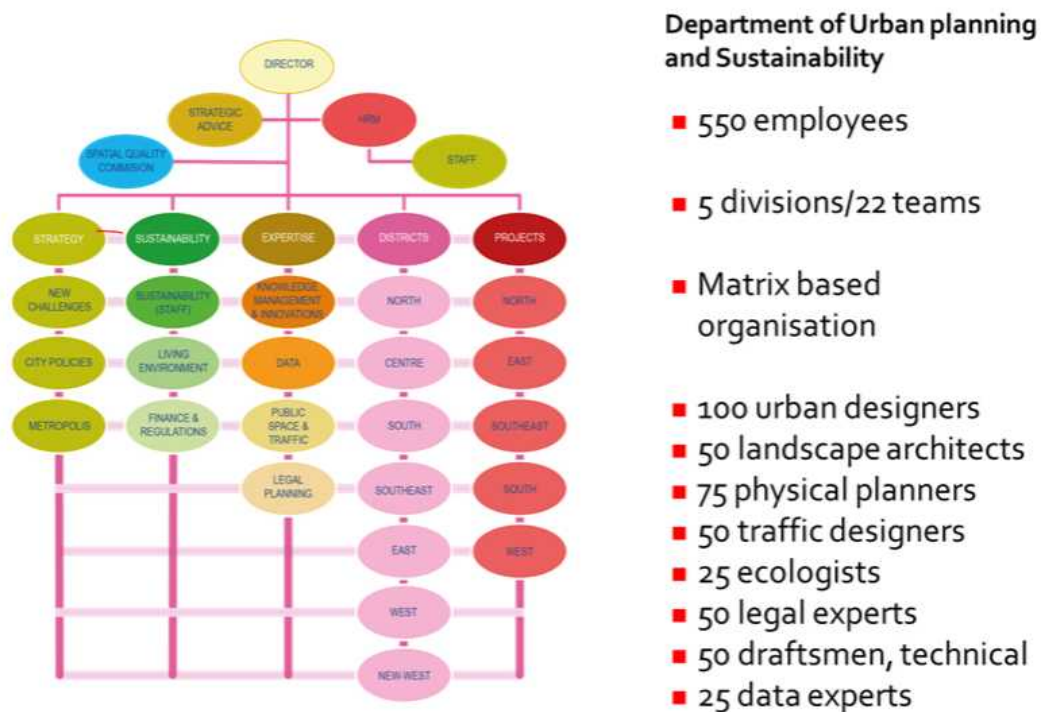 DIRECTOR
STRATEGIC
ADVICE
HRM
SPATIAL QUALITY
COMMISION
STAFF
STRATEGY
SUSTAINABILITY
EXPERTISE
DISTRICTS
PROJECTS
NEW
CHALLENGES
SUSTAINABILITY
(STAFF)
KNOWLEDGE
MANAGEMENT
& INNOVATIONS
NORTH
NORTH
CITY POLICIES
LIVING
ENVIRONMENT
DATA
CENTRE
EAST
METROPOLIS
FINANCE &
REGULATIONS
PUBLIC
SPACE &
TRAFFIC
SOUTH
SOUTHEAST
LEGAL
PLANNING
SOUTHEAST
SOUTH
EAST
WEST
WEST
NEW-WEST
Department of Urban planning
and Sustainability
550 employees
5 divisions/22 teams
Matrix based
organisation
100 urban designers
50 landscape architects
75 physical planners
50 traffic designers
25 ecologists
50 legal experts
50 draftsmen, technical
25 data experts